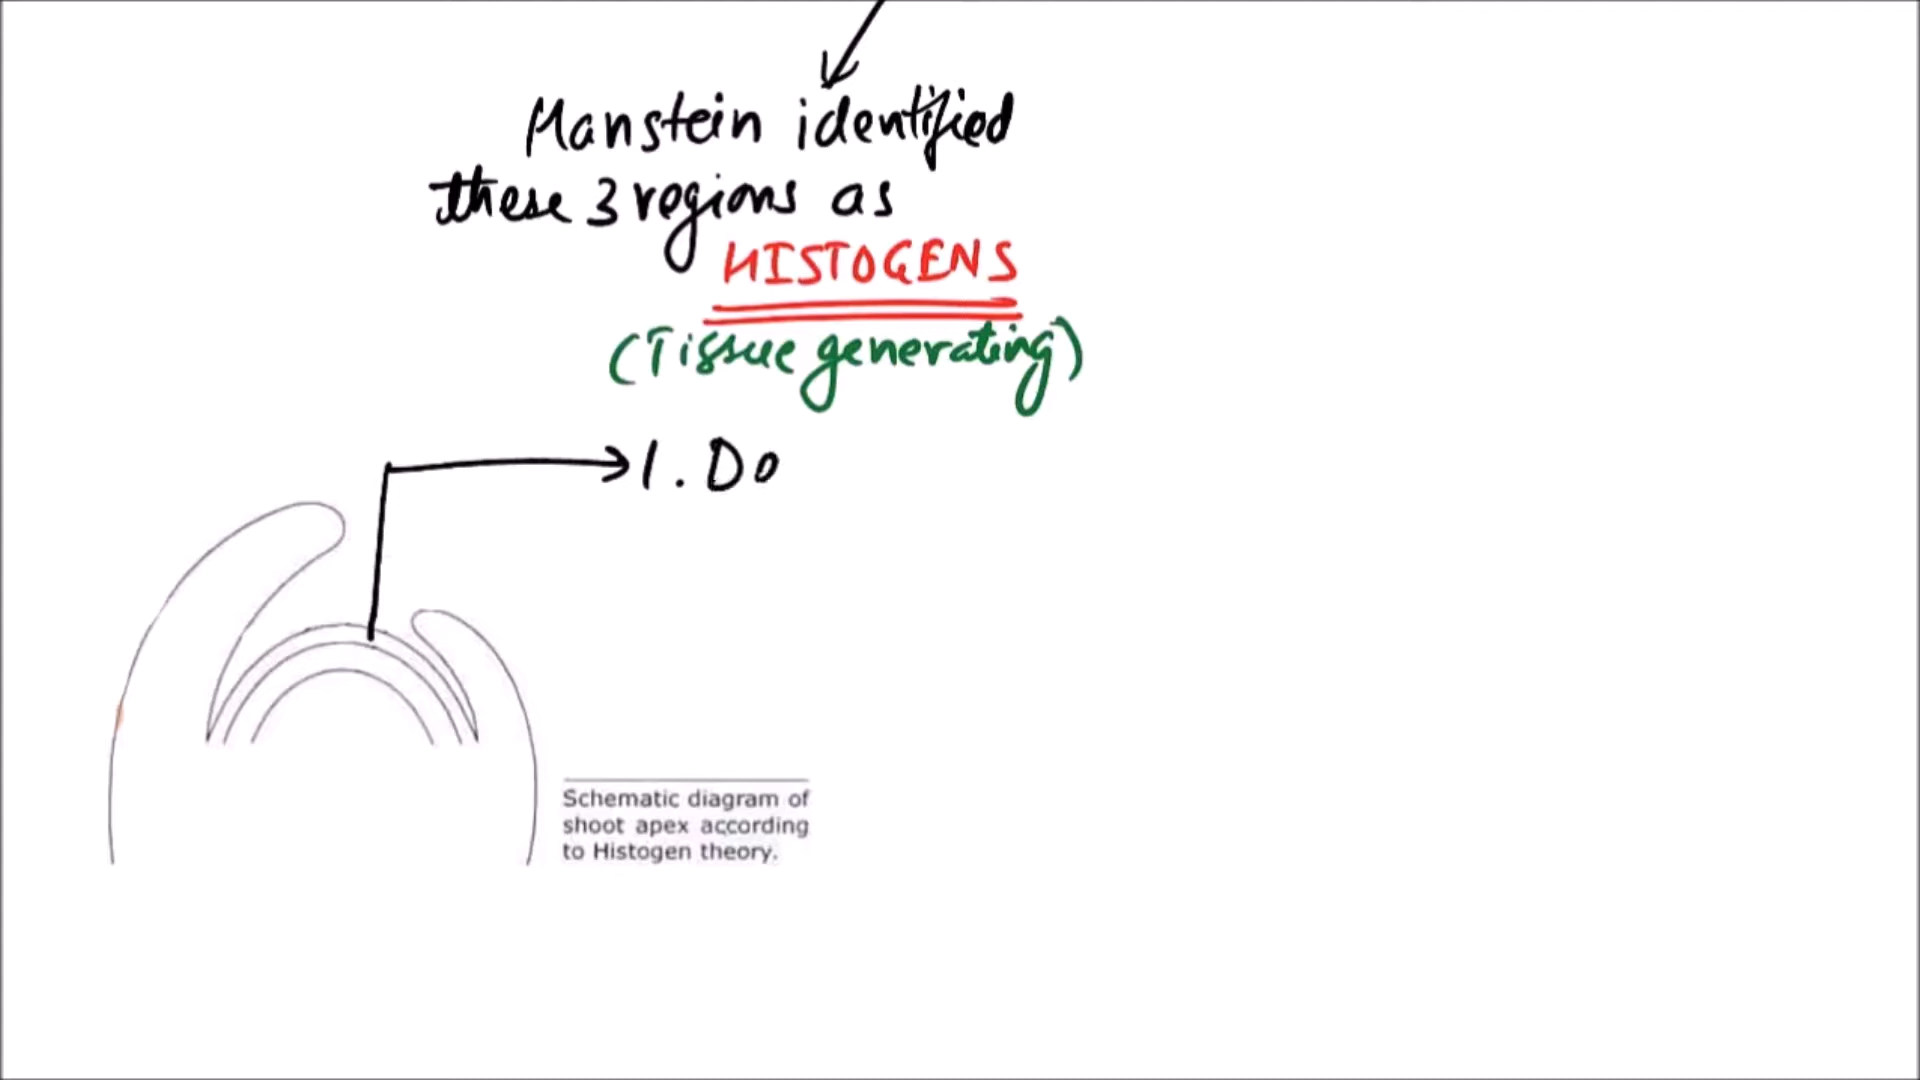 Hanstein identified
these 3 regions as
HISTOGENS
(Tissue generating)
1. Do
Schematic diagram of
shoot apex according
to Histogen theory.